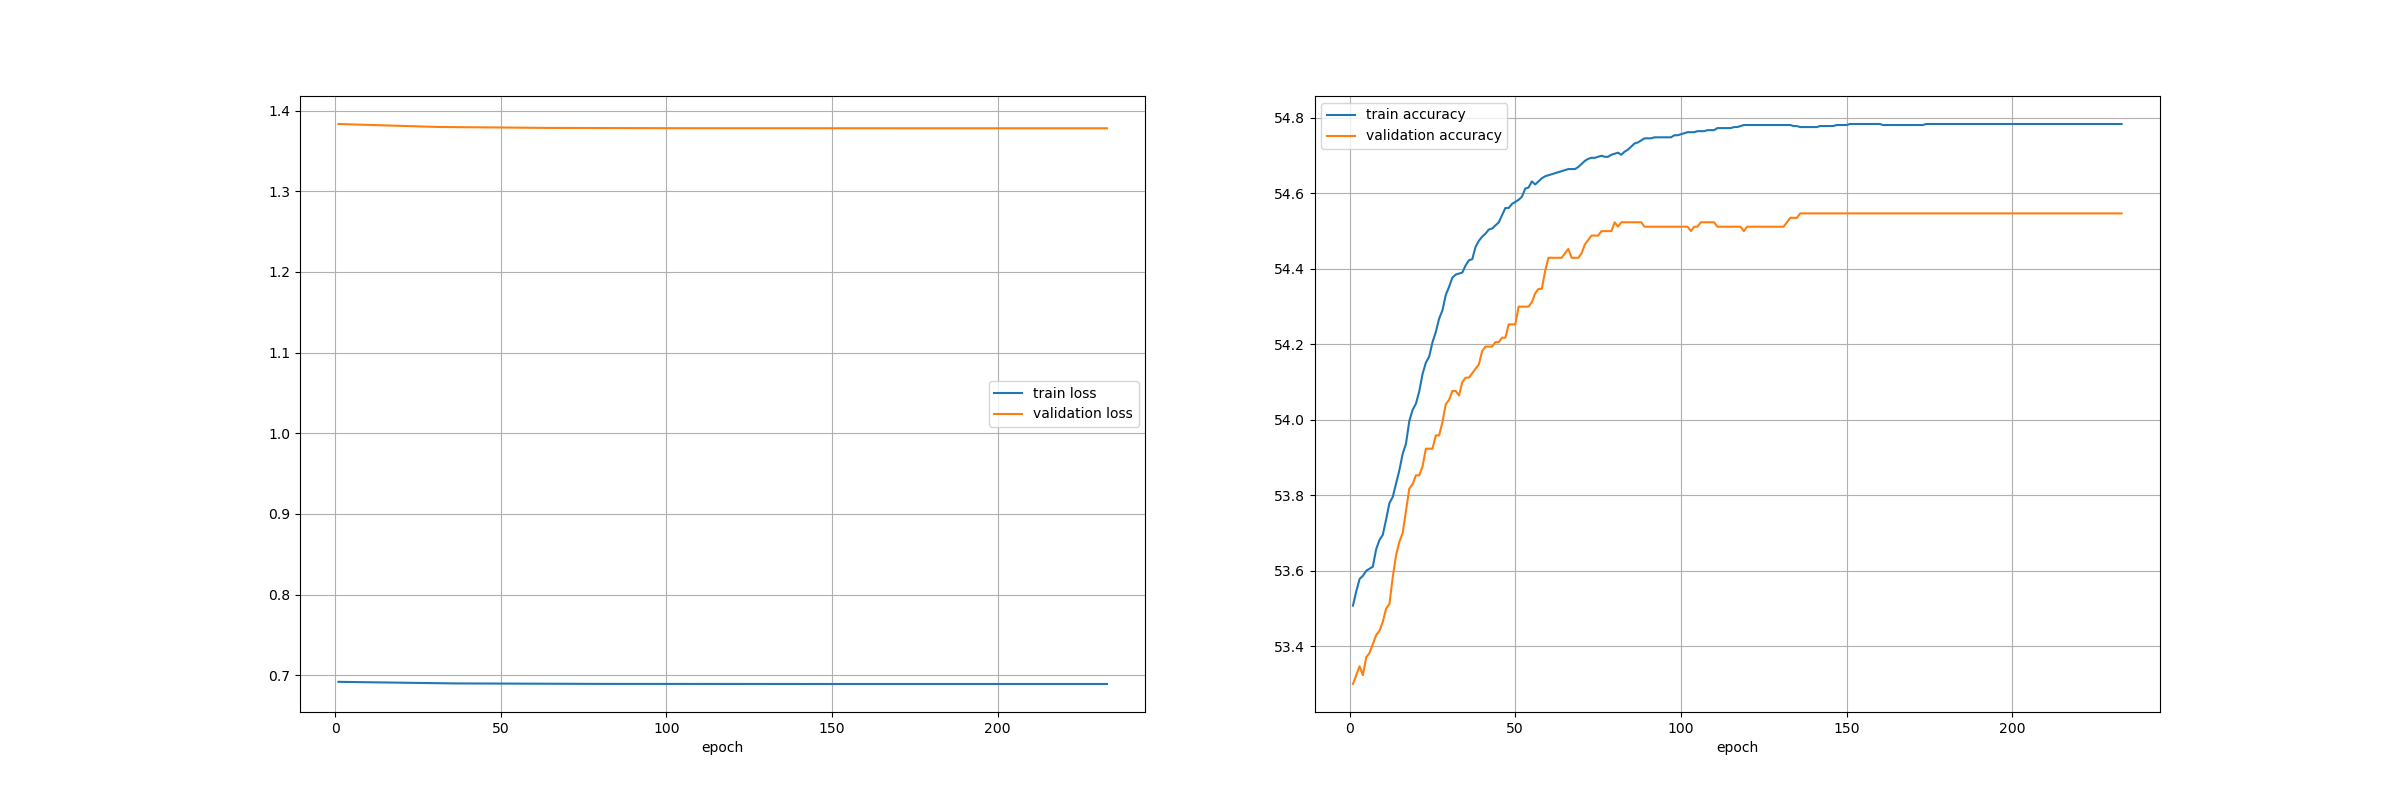 1.4
1.3
1.2
1.1
1.0
0.9
0.8
0.7
0 50 100 150 200
epoch
train loss
validation loss
54.8
54.6
54.4
54.2
54.0
53.8
53.6
53.4
0 50 100 150 200
epoch
train accuracy
validation accuracy